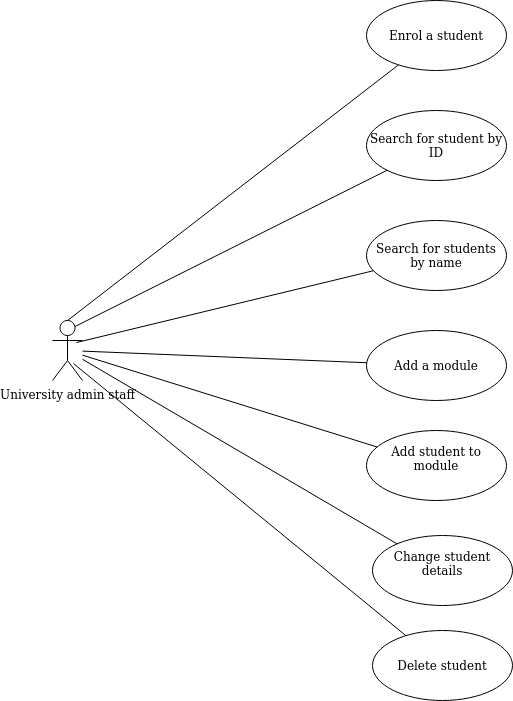 Enrol a student
Search for student by
ID
Search for students
by name
University admin staff
Add a module
Add student to
module
Change student
details
Delete student